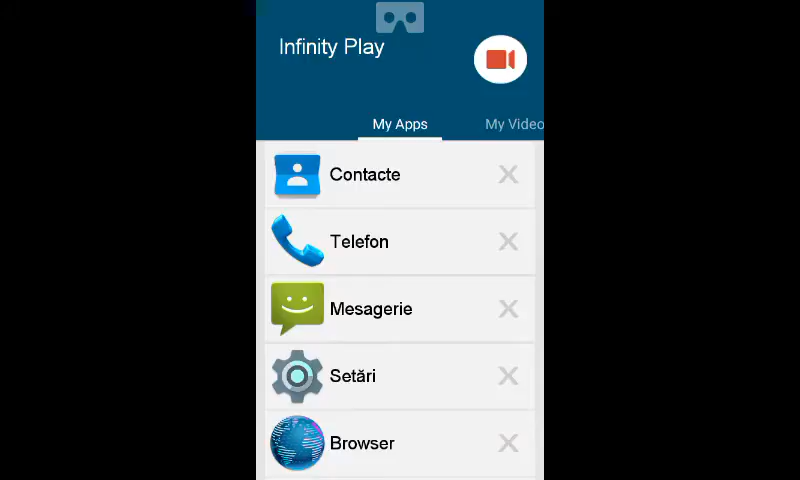 Infinity Play
My Apps
My Video
Contacte
Telefon
Mesagerie
Setări
Browser